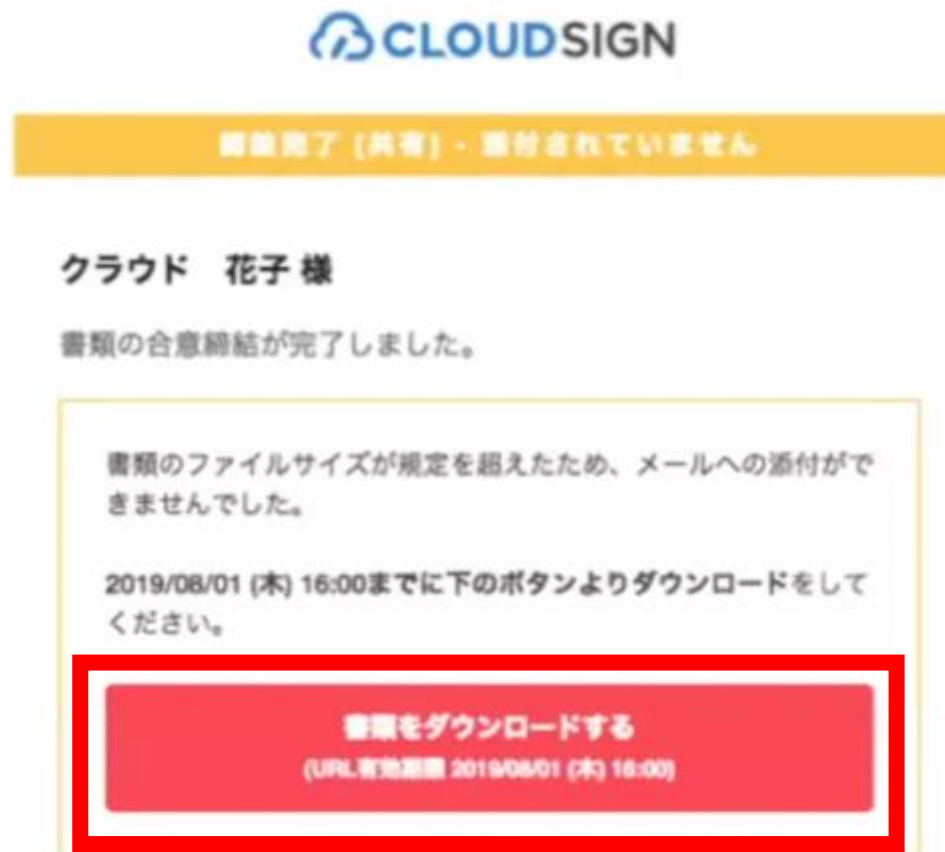 CLOUDSIGN
締結完了 [共有] - 添付されていません
クラウド 花子 様
書類の合意締結が完了しました。
書類のファイルサイズが規定を超えたため、メールへの添付がで
きませんでした。
2019/08/01 (木) 16:00までに下のボタンよりダウンロードをして
ください。
書類をダウンロードする
(URL有効期限 2019/08/01 (木) 16:00)